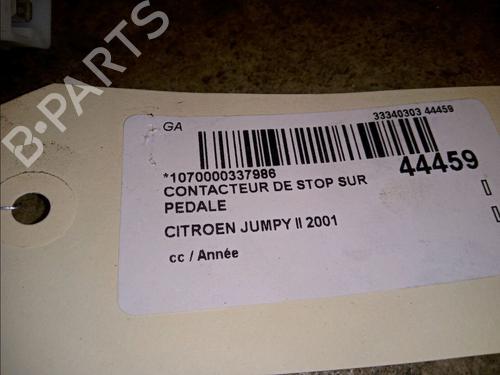 B-PARTS
GA
33340303 44459
*1070000337986
44459
CONTACTEUR DE STOP SUR
PEDALE
CITROEN JUMPY II 2001
cc / Année